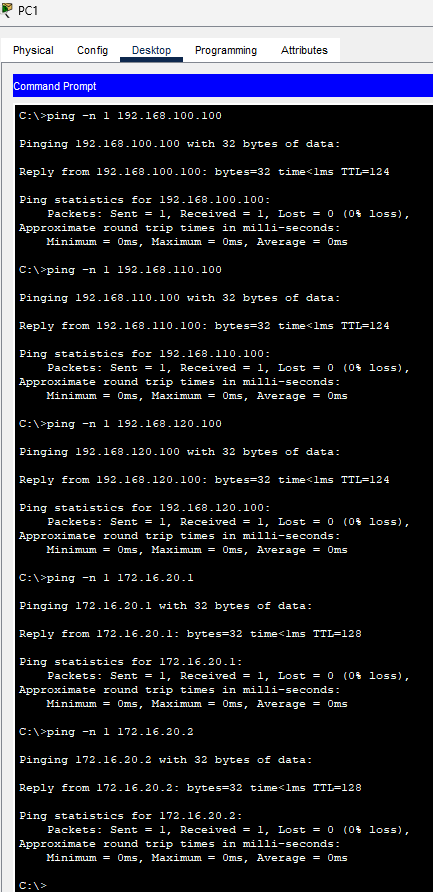 PC1
Physical Config Desktop Programming Attributes
Command Prompt
C:\>ping -n 1 192.168.100.100
Pinging 192.168.100.100 with 32 bytes of data:
Reply from 192.168.100.100: bytes=32 time<1ms TTL=124
Ping statistics for 192.168.100.100:
    Packets: Sent = 1, Received = 1, Lost = 0 (0% loss),
Approximate round trip times in milli-seconds:
    Minimum = 0ms, Maximum = 0ms, Average = 0ms
C:\>ping -n 1 192.168.110.100
Pinging 192.168.110.100 with 32 bytes of data:
Reply from 192.168.110.100: bytes=32 time<1ms TTL=124
Ping statistics for 192.168.110.100:
    Packets: Sent = 1, Received = 1, Lost = 0 (0% loss),
Approximate round trip times in milli-seconds:
    Minimum = 0ms, Maximum = 0ms, Average = 0ms
C:\>ping -n 1 192.168.120.100
Pinging 192.168.120.100 with 32 bytes of data:
Reply from 192.168.120.100: bytes=32 time<1ms TTL=124
Ping statistics for 192.168.120.100:
    Packets: Sent = 1, Received = 1, Lost = 0 (0% loss),
Approximate round trip times in milli-seconds:
    Minimum = 0ms, Maximum = 0ms, Average = 0ms
C:\>ping -n 1 172.16.20.1
Pinging 172.16.20.1 with 32 bytes of data:
Reply from 172.16.20.1: bytes=32 time<1ms TTL=128
Ping statistics for 172.16.20.1:
    Packets: Sent = 1, Received = 1, Lost = 0 (0% loss),
Approximate round trip times in milli-seconds:
    Minimum = 0ms, Maximum = 0ms, Average = 0ms
C:\>ping -n 1 172.16.20.2
Pinging 172.16.20.2 with 32 bytes of data:
Reply from 172.16.20.2: bytes=32 time<1ms TTL=128
Ping statistics for 172.16.20.2:
    Packets: Sent = 1, Received = 1, Lost = 0 (0% loss),
Approximate round trip times in milli-seconds:
    Minimum = 0ms, Maximum = 0ms, Average = 0ms
C:\>